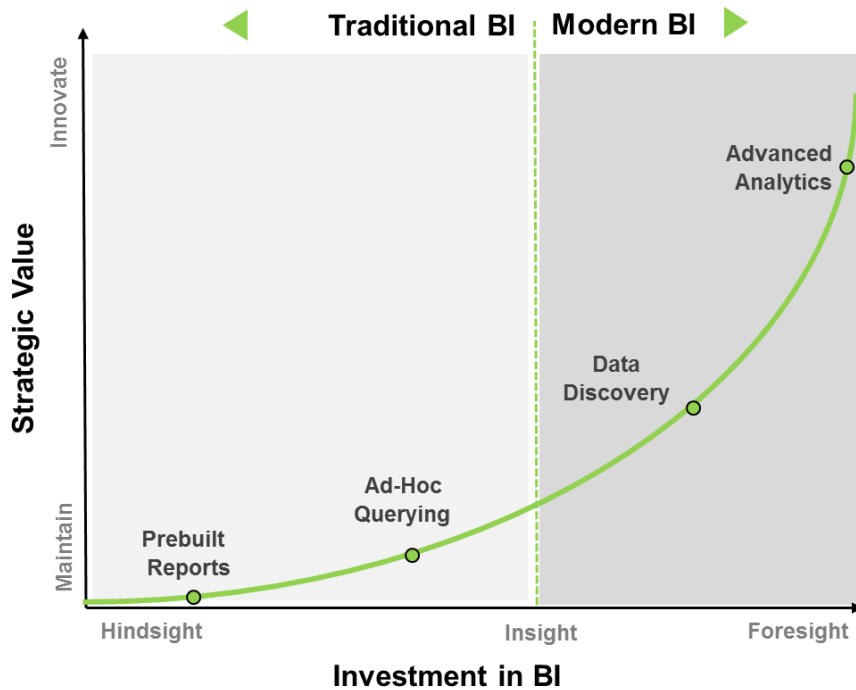 Traditional BI
Modern BI
Innovate
Strategic Value
Maintain
Advanced
Analytics
Data
Discovery
Ad-Hoc
Querying
Prebuilt
Reports
Hindsight
Insight
Foresight
Investment in BI